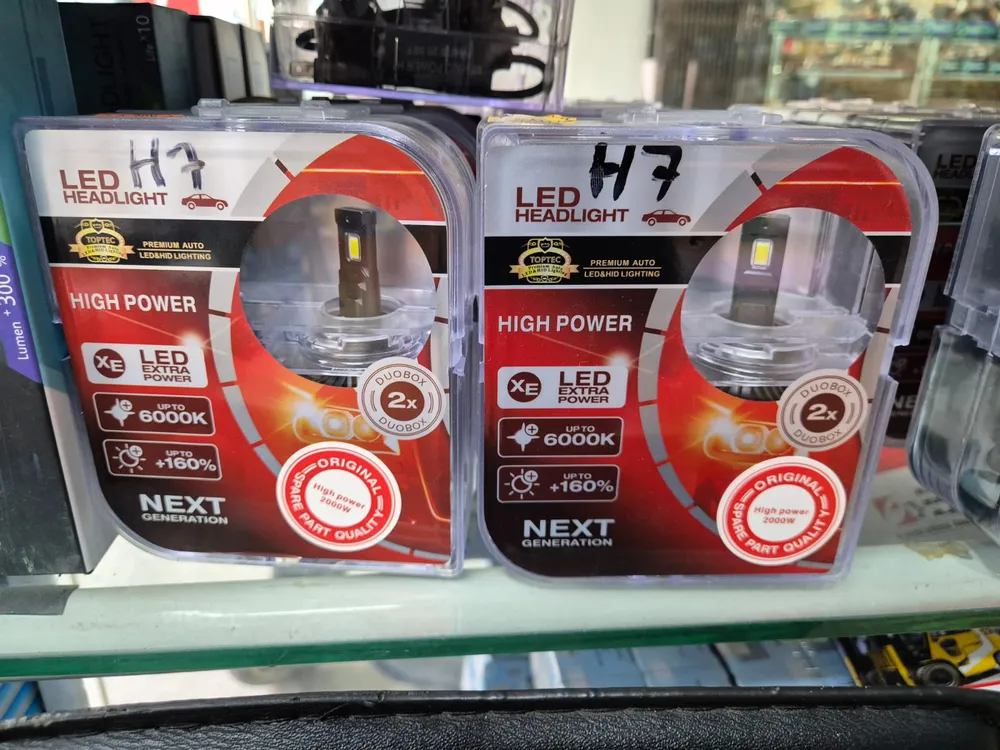 HEADLIGHT
10
Lumen + 300 %
H7
LED
HEADLIGHT
TOPTEC
PREMIUM AUTO
LED&HID LIGHTING
HIGH POWER
XE
LED
EXTRA
POWER
UP TO
6000K
UP TO
+160%
NEXT
GENERATION
DUOBOX
2x
DUOBOX
ORIGINAL
High power
2000W
SPARE PART QUALITY
H7
LED
HEADLIGHT
TOPTEC
PREMIUM AUTO
LED&HID LIGHTING
HIGH POWER
XE
LED
EXTRA
POWER
UP TO
6000K
UP TO
+160%
NEXT
GENERATION
DUOBOX
2x
DUOBOX
ORIGINAL
High power
2000W
SPARE PART QUALITY
LED
HEADLIGHT